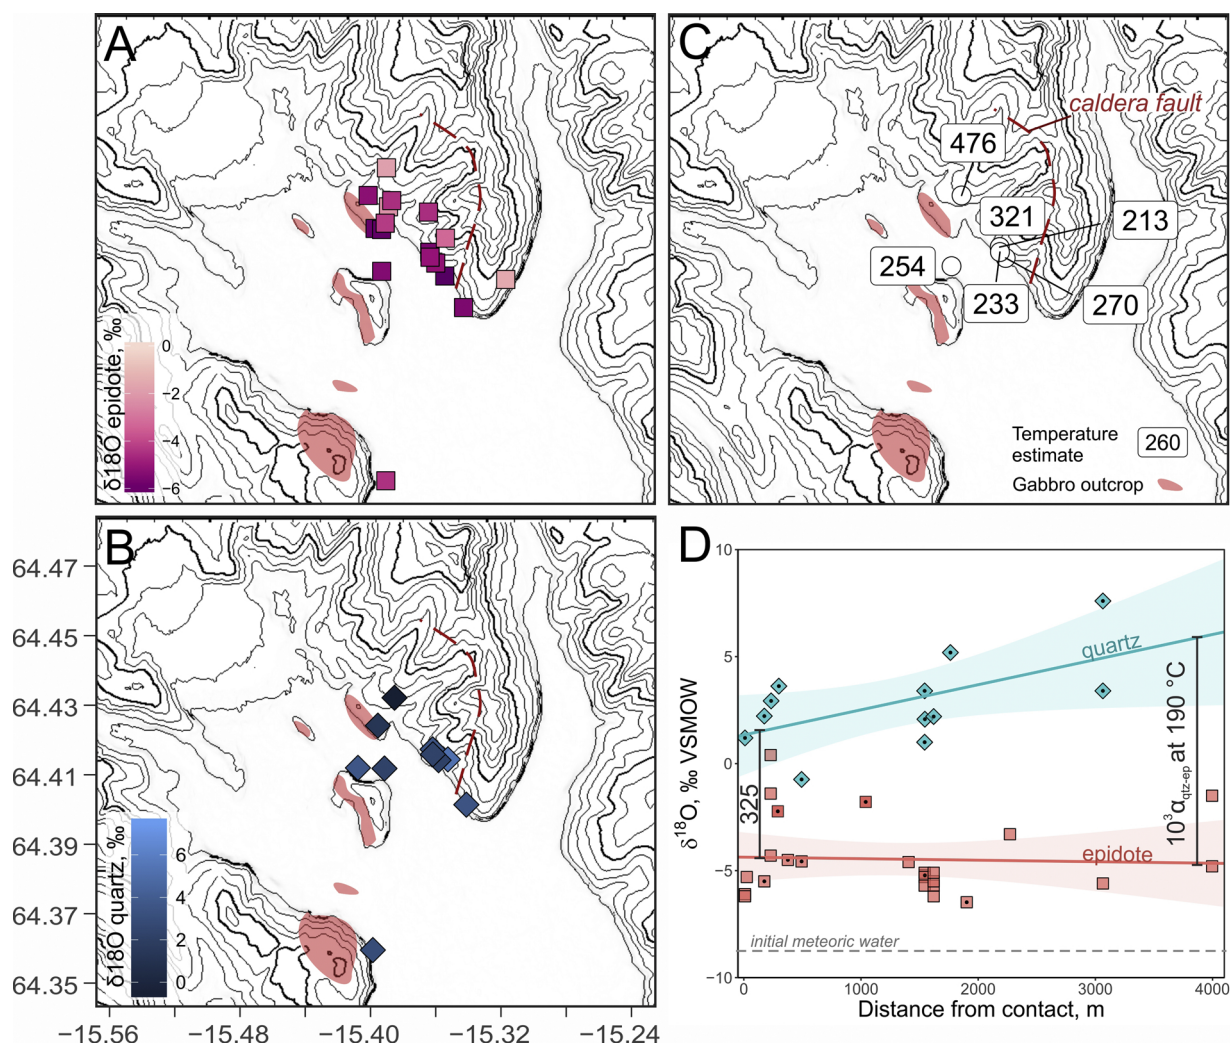 A
δ18O epidote, ‰
0
−2
−4
−6
C
caldera fault
476
321
213
254
233
270
Temperature
estimate
260
Gabbro outcrop
B
64.47
64.45
64.43
64.41
64.39
64.37
64.35
δ18O quartz, ‰
6
4
2
0
−15.56
−15.48
−15.40
−15.32
−15.24
D
10
5
0
−5
−10
δ¹⁸O, ‰ VSMOW
quartz
325
10³α qtz-ep at 190 °C
epidote
initial meteoric water
0
1000
2000
3000
4000
Distance from contact, m